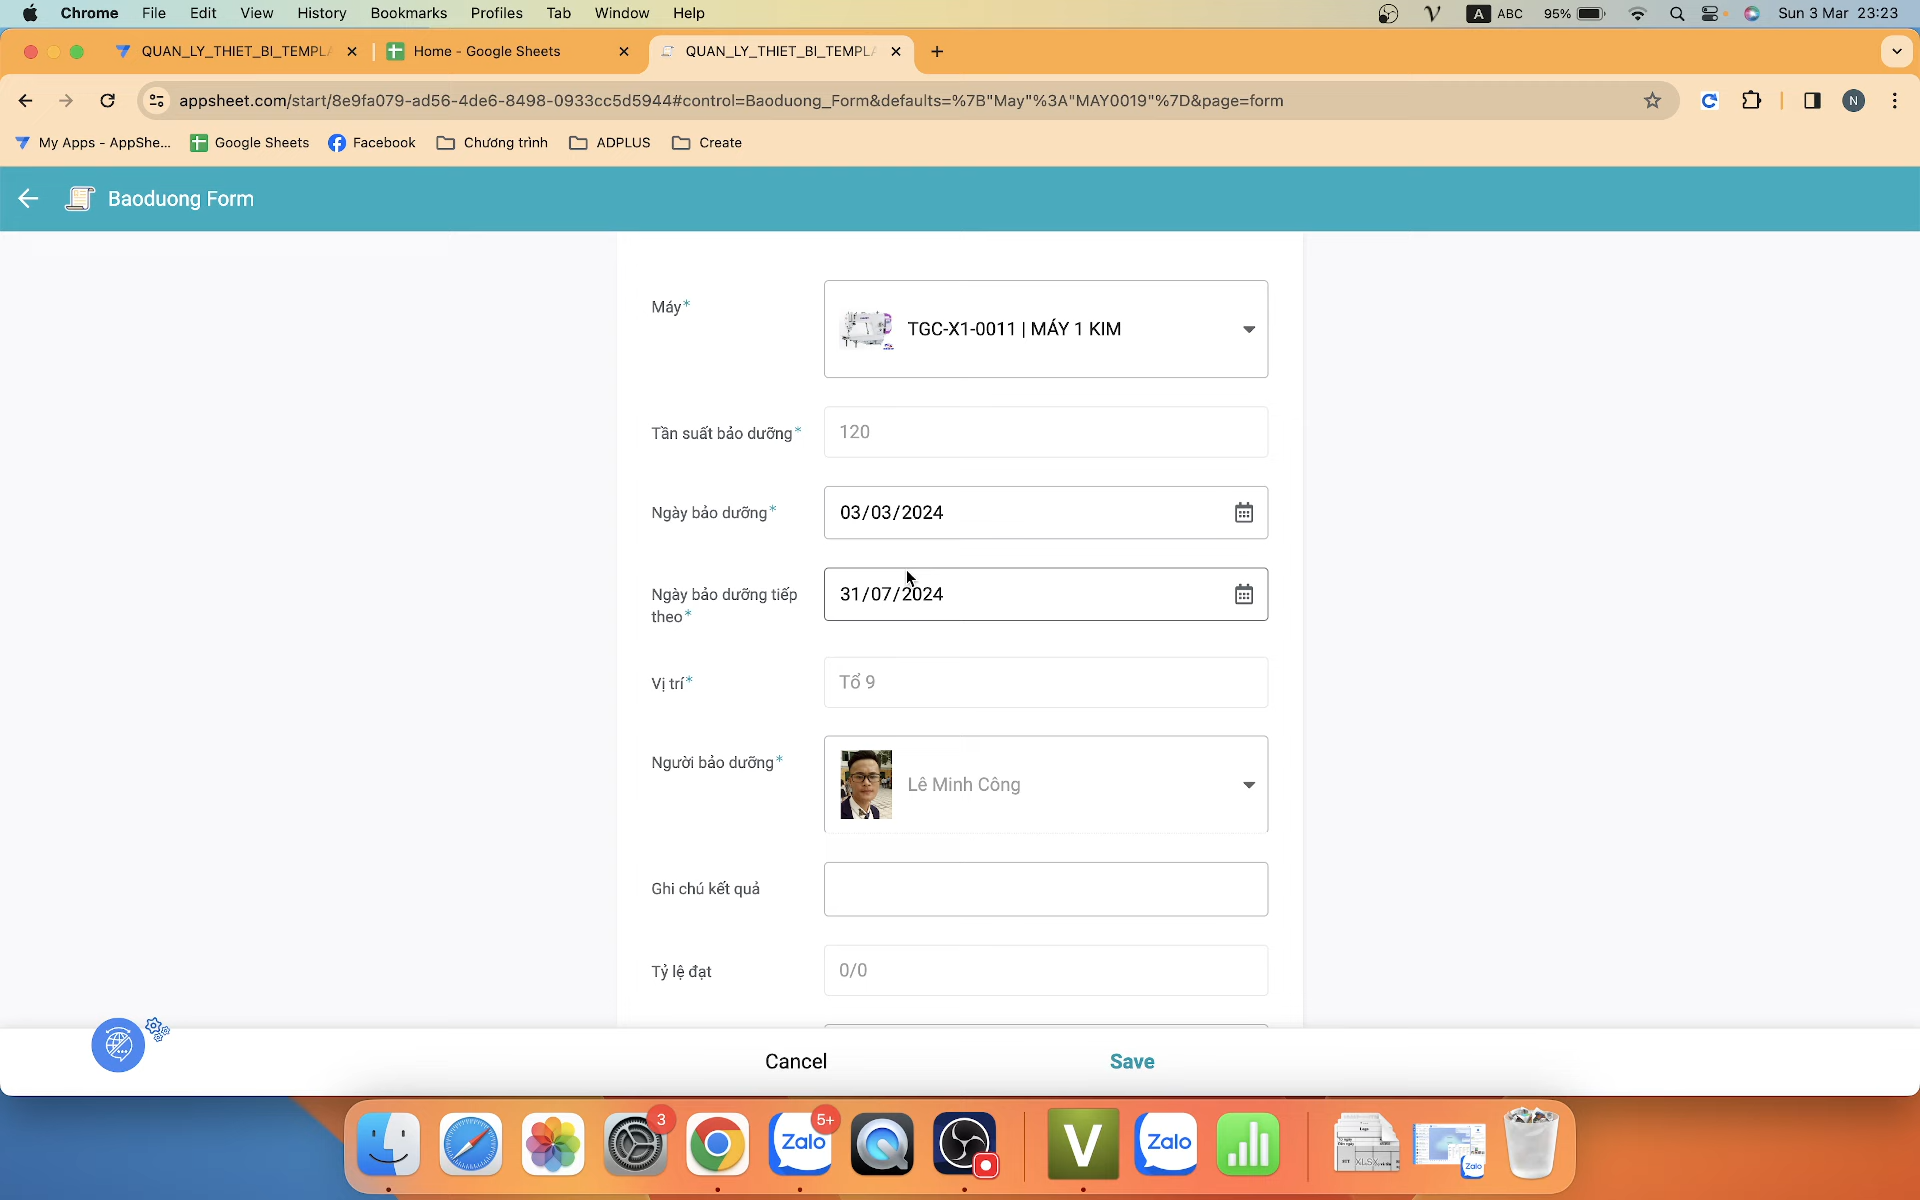 Chrome File Edit View History Bookmarks Profiles Tab Window Help A ABC 95% Sun 3 Mar 23:23
QUAN_LY_THIET_BI_TEMPLA Home - Google Sheets QUAN_LY_THIET_BI_TEMPLA
appsheet.com/start/8e9fa079-ad56-4de6-8498-0933cc5d5944#control=Baoduong_Form&defaults=%7B"May"%3A"MAY0019"%7D&page=form N
My Apps - AppShe... Google Sheets Facebook Chương trình ADPLUS Create
Baoduong Form
Máy*
TGC-X1-0011 | MÁY 1 KIM
Tần suất bảo dưỡng*
120
Ngày bảo dưỡng*
03/03/2024
Ngày bảo dưỡng tiếp
theo*
31/07/2024
Vị trí*
Tổ 9
Người bảo dưỡng*
Lê Minh Công
Ghi chú kết quả
Tỷ lệ đạt
0/0
Cancel Save
3
5+
Zalo
V
Zalo
XLSX
Zalo